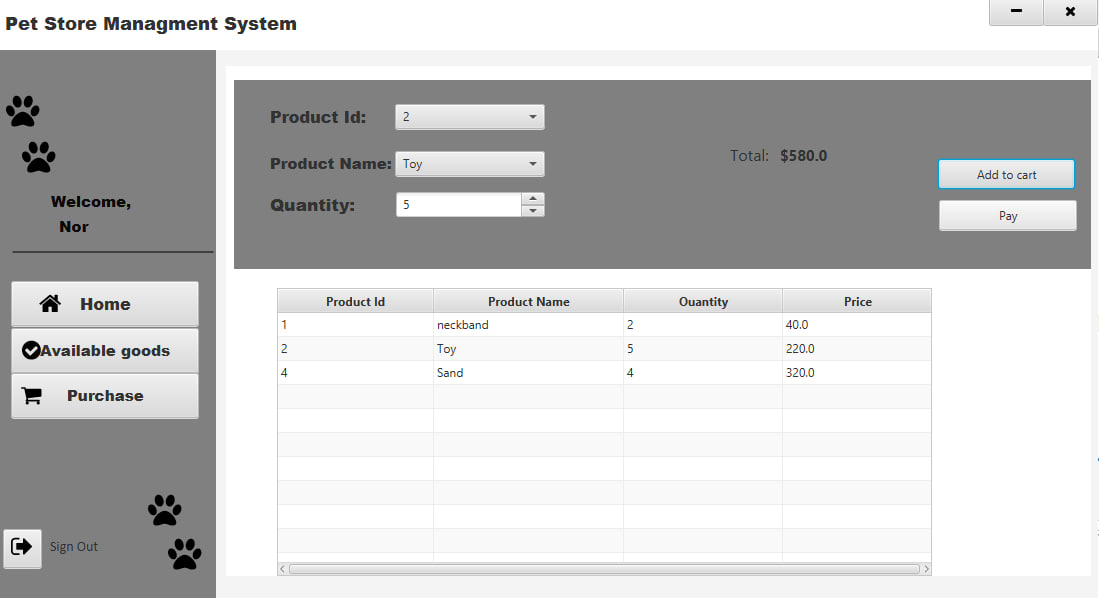 Pet Store Managment System
Welcome,
Nor
Home
Available goods
Purchase
Sign Out
Product Id: 2
Product Name: Toy
Quantity: 5
Total: $580.0
Add to cart
Pay
Product Id Product Name Quantity Price
1 neckband 2 40.0
2 Toy 5 220.0
4 Sand 4 320.0